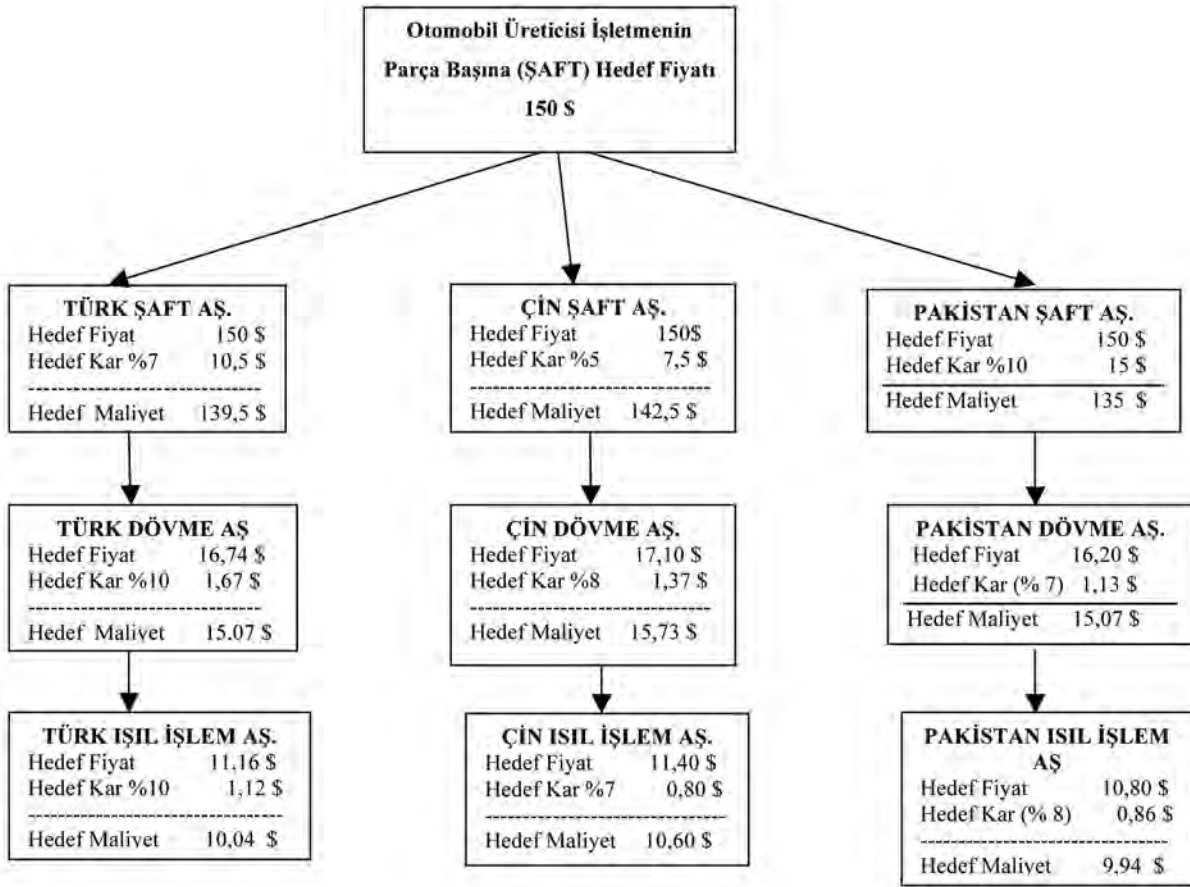 Otomobil Üreticisi İşletmenin
Parça Başına (ŞAFT) Hedef Fiyatı
150 $
TÜRK ŞAFT AŞ.
Hedef Fiyat 150 $
Hedef Kar %7 10,5 $
Hedef Maliyet 139,5 $
ÇİN ŞAFT AŞ.
Hedef Fiyat 150$
Hedef Kar %5 7,5 $
Hedef Maliyet 142,5 $
PAKİSTAN ŞAFT AŞ.
Hedef Fiyat 150 $
Hedef Kar %10 15 $
Hedef Maliyet 135 $
TÜRK DÖVME AŞ
Hedef Fiyat 16,74 $
Hedef Kar %10 1,67 $
Hedef Maliyet 15.07 $
ÇİN DÖVME AŞ.
Hedef Fiyat 17,10 $
Hedef Kar %8 1,37 $
Hedef Maliyet 15,73 $
PAKİSTAN DÖVME AŞ.
Hedef Fiyat 16,20 $
Hedef Kar (% 7) 1,13 $
Hedef Maliyet 15,07 $
TÜRK IŞIL İŞLEM AŞ.
Hedef Fiyat 11,16 $
Hedef Kar %10 1,12 $
Hedef Maliyet 10,04 $
ÇİN ISIL İŞLEM AŞ.
Hedef Fiyat 11,40 $
Hedef Kar %7 0,80 $
Hedef Maliyet 10,60 $
PAKİSTAN ISIL İŞLEM
AŞ
Hedef Fiyat 10,80 $
Hedef Kar (% 8) 0,86 $
Hedef Maliyet 9,94 $